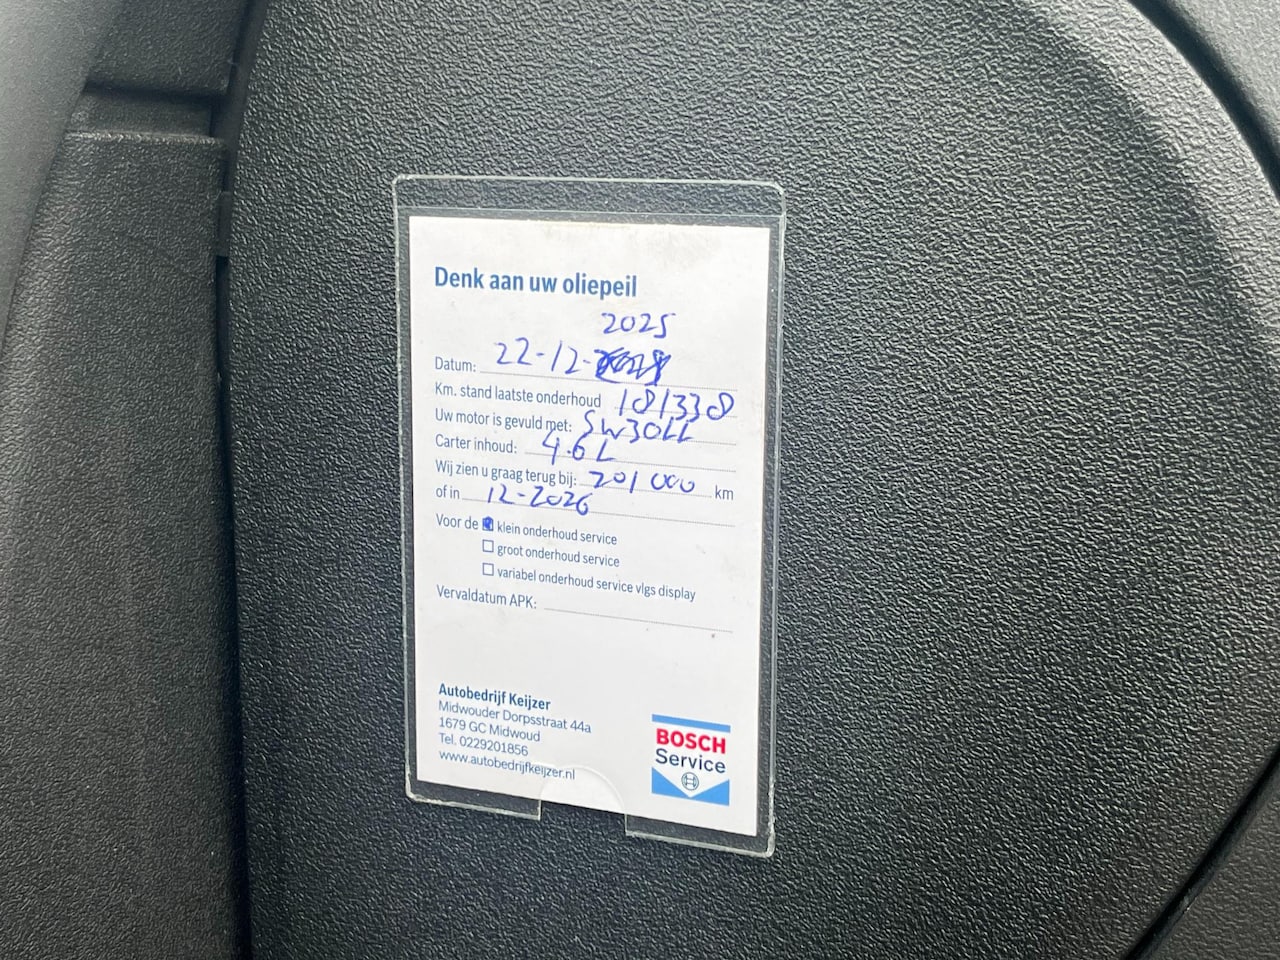 Denk aan uw oliepeil
2025
Datum: 22-12-
Km. stand laatste onderhoud 181338
Uw motor is gevuld met: 5W30LL
Carter inhoud: 4.6 L
Wij zien u graag terug bij: 201 000 km
of in 12-2026
Voor de klein onderhoud service
groot onderhoud service
variabel onderhoud service vlgs display
Vervaldatum APK:
Autobedrijf Keijzer
Midwouder Dorpsstraat 44a
1679 GC Midwoud
Tel. 0229201856
www.autobedrijfkeijzer.nl
BOSCH
Service